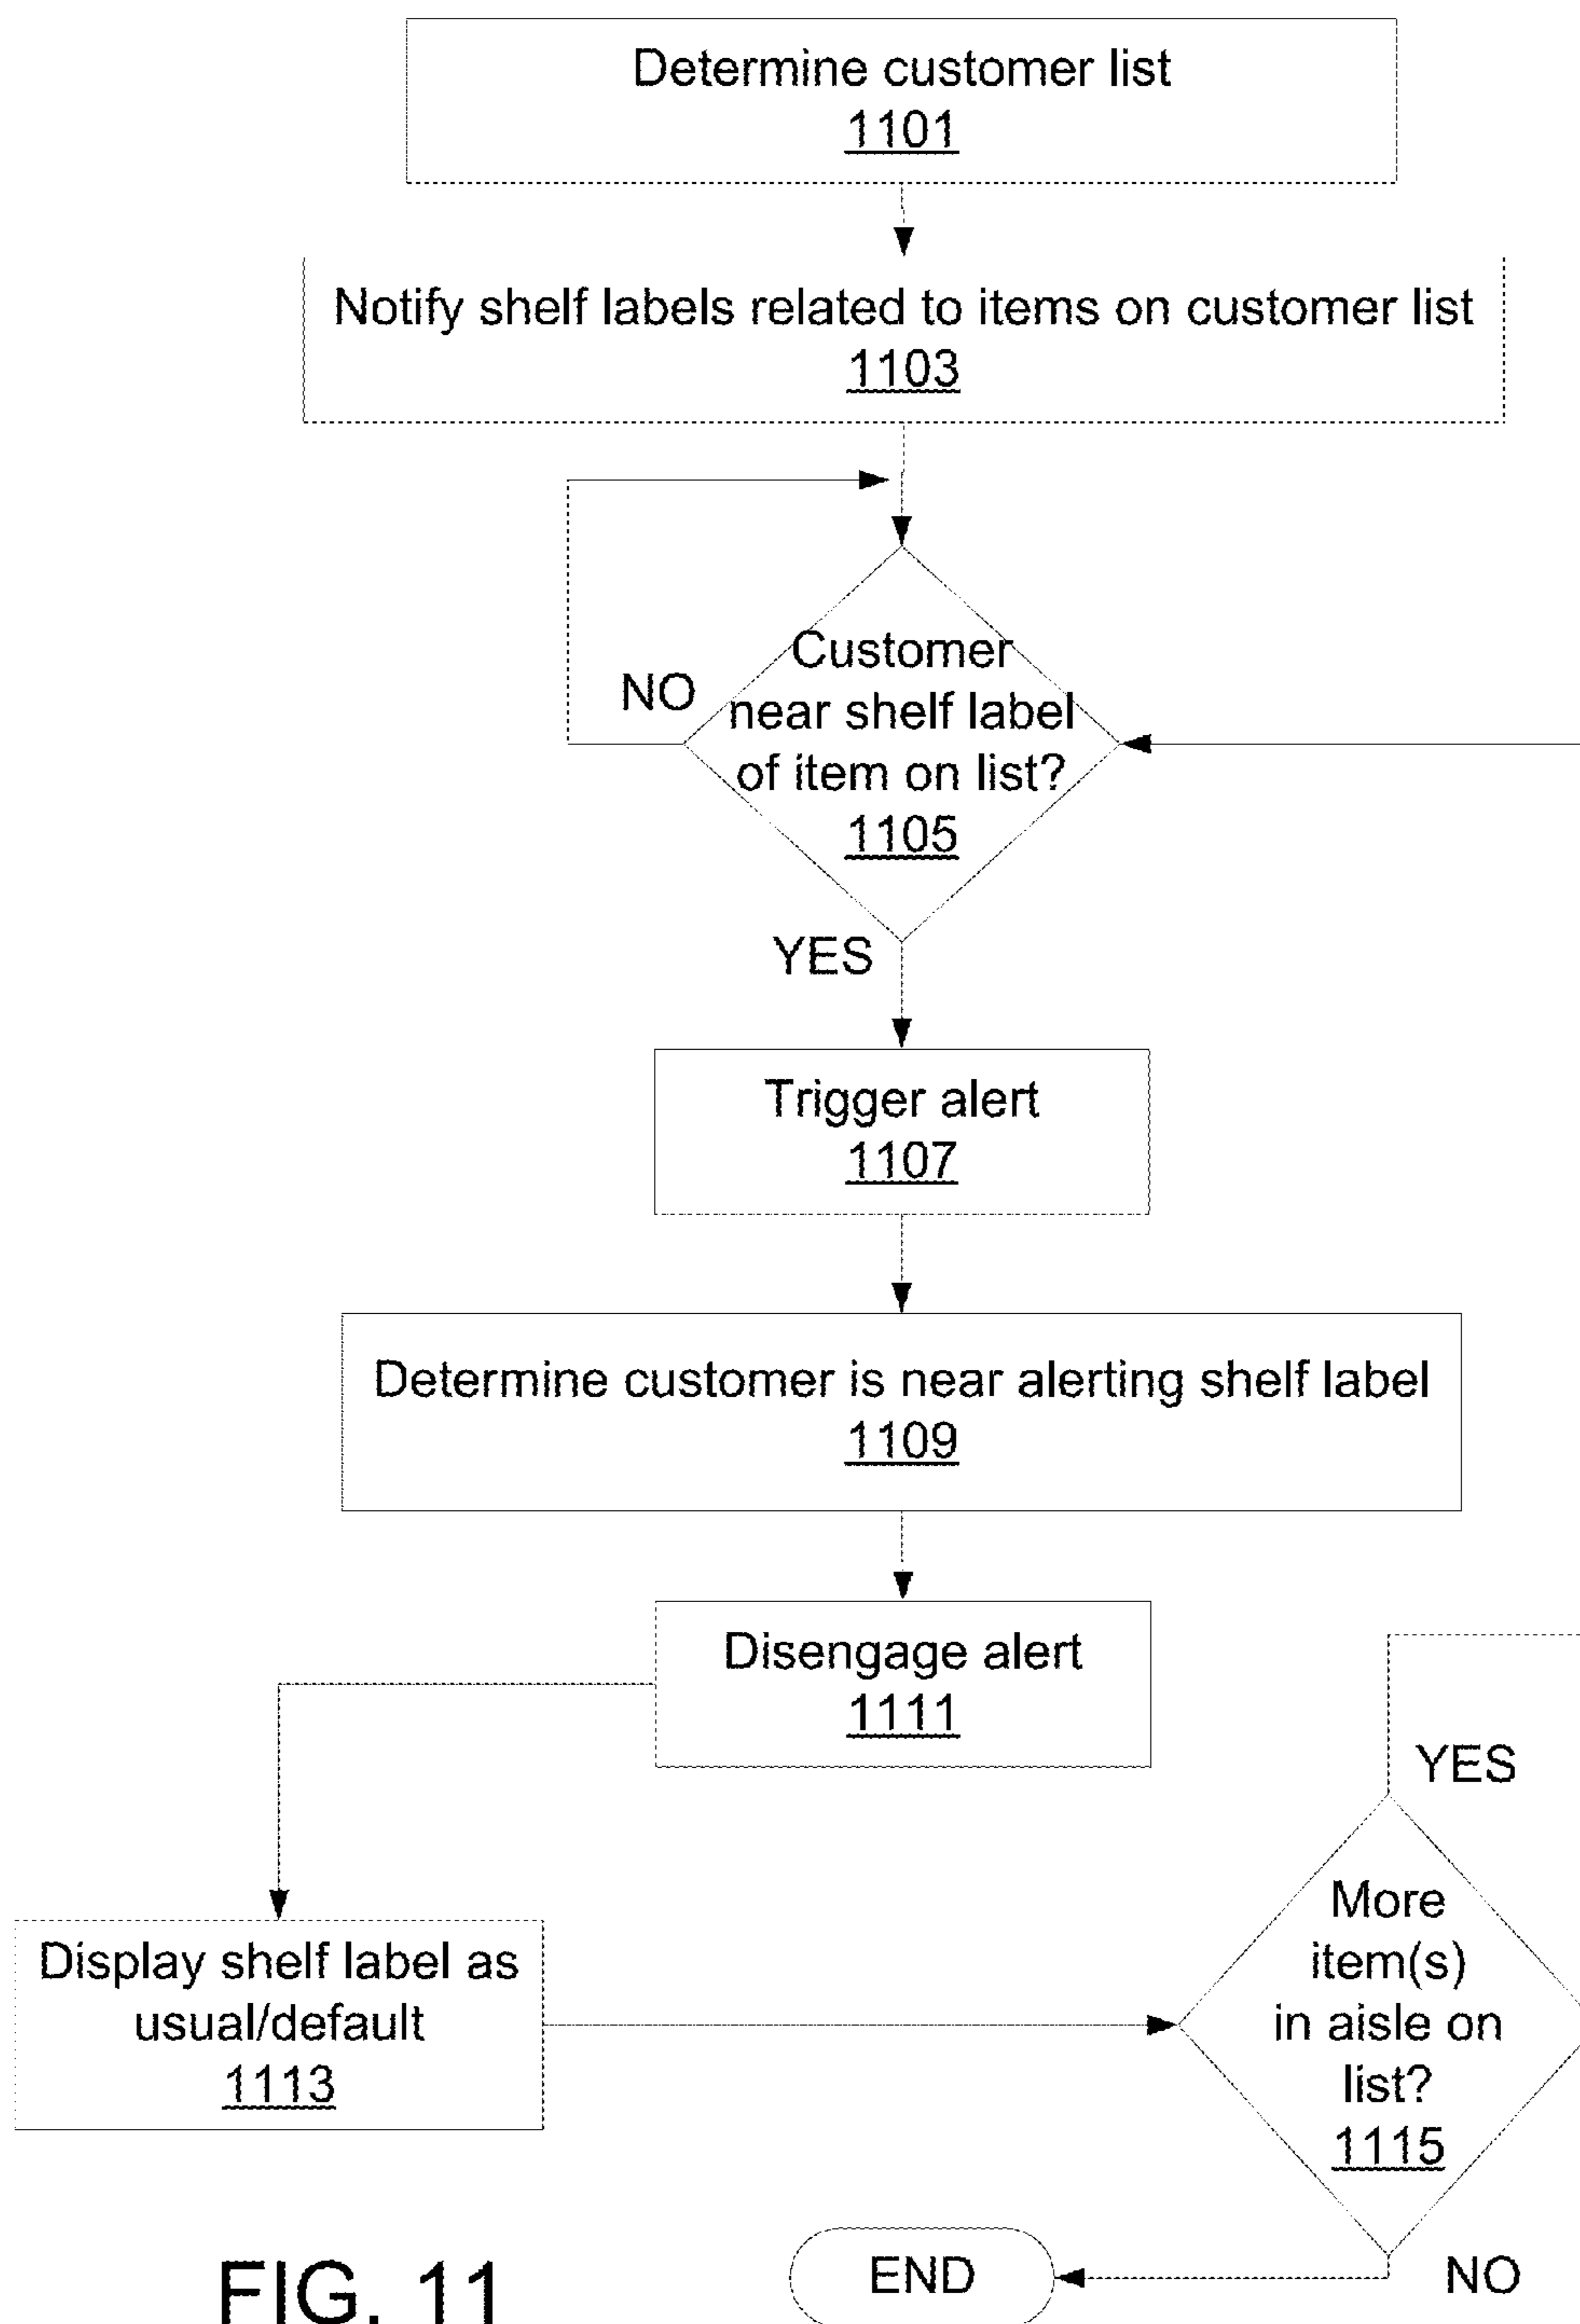 Determine customer list
1101
Notify shelf labels related to items on customer list
1103
Customer
near shelf label
of item on list?
1105
NO
YES
Trigger alert
1107
Determine customer is near alerting shelf label
1109
Disengage alert
1111
Display shelf label as
usual/default
1113
YES
More
item(s)
in aisle on
list?
1115
NO
END
FIG. 11